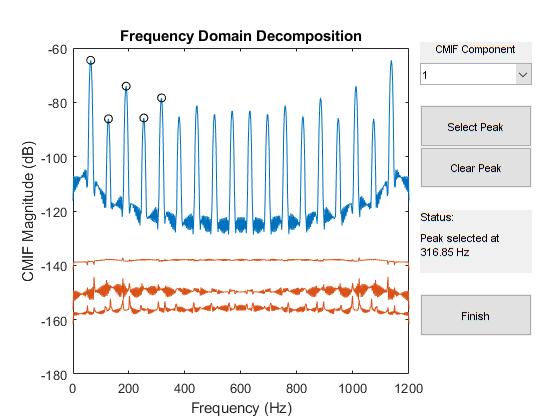 Frequency Domain Decomposition
CMIF Magnitude (dB)
-60
-80
-100
-120
-140
-160
-180
0
200
400
600
800
1000
1200
Frequency (Hz)
CMIF Component
1
Select Peak
Clear Peak
Status:
Peak selected at
316.85 Hz
Finish